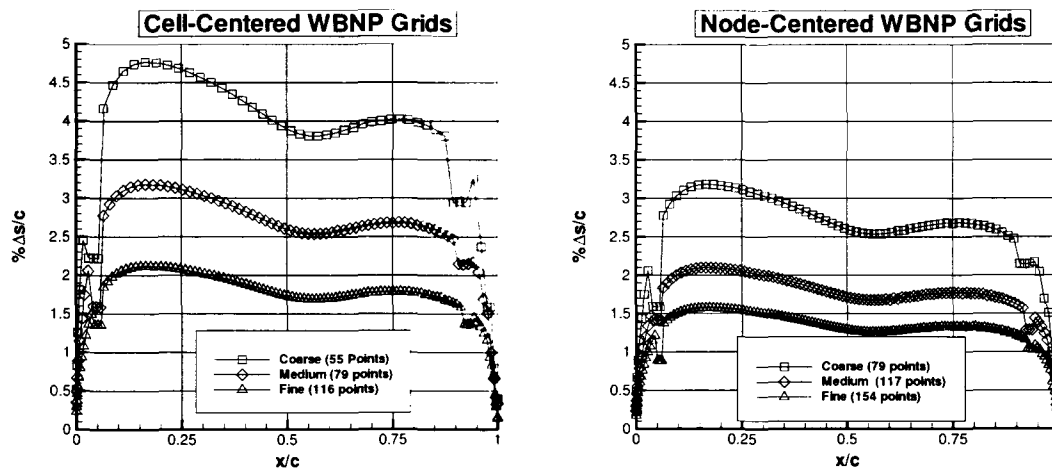 Cell-Centered WBNP Grids
5
4.5
4
3.5
3
2.5
2
1.5
1
0.5
0
%Δs/c
Coarse (55 Points)
Medium (79 points)
Fine (116 points)
0
0.25
0.5
0.75
1
x/c
Node-Centered WBNP Grids
5
4.5
4
3.5
3
2.5
2
1.5
1
0.5
0
%Δs/c
Coarse (79 points)
Medium (117 points)
Fine (154 points)
0
0.25
0.5
0.75
x/c